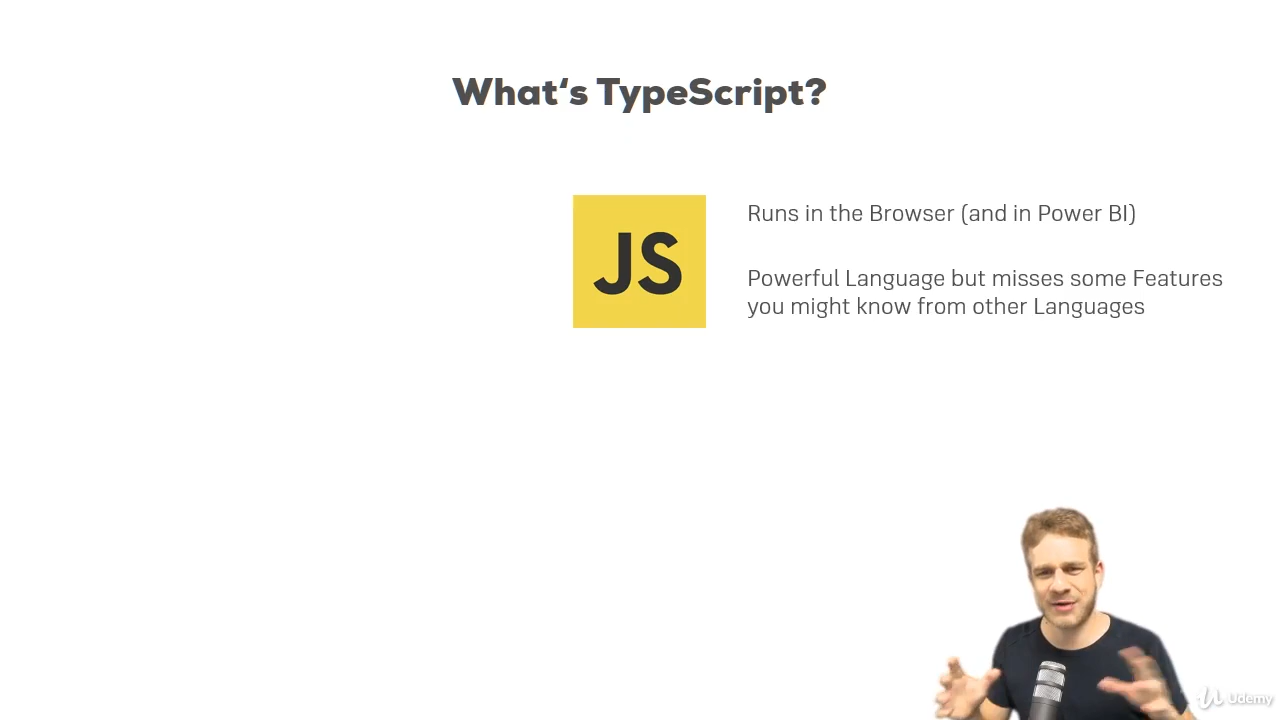 What‘s TypeScript?
JS
Runs in the Browser (and in Power BI)
Powerful Language but misses some Features
you might know from other Languages
Udemy